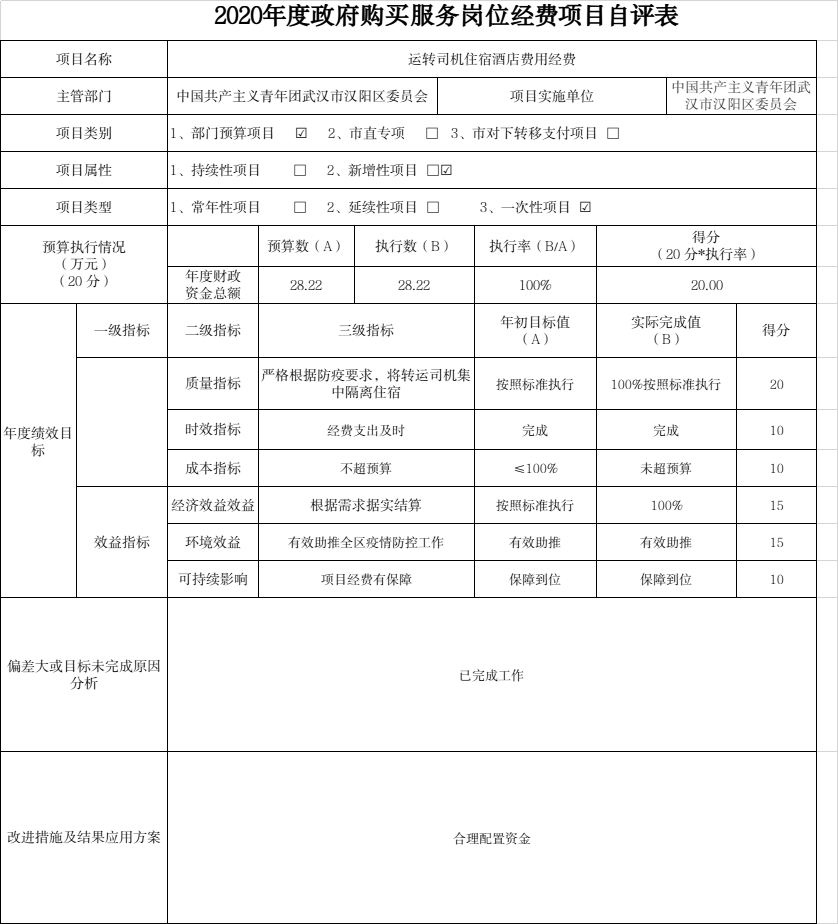 2020年度政府购买服务岗位经费项目自评表
项目名称 运转司机住宿酒店费用经费
主管部门 中国共产主义青年团武汉市汉阳区委员会 项目实施单位 中国共产主义青年团武
汉市汉阳区委员会
项目类别 1、部门预算项目 ☑ 2、市直专项 □ 3、市对下转移支付项目 □
项目属性 1、持续性项目 □ 2、新增性项目 □☑
项目类型 1、常年性项目 □ 2、延续性项目 □ 3、一次性项目 ☑
预算执行情况
（万元）
（20分）
预算数（A） 执行数（B） 执行率（B/A） 得分
（20分*执行率）
年度财政
资金总额
28.22 28.22 100% 20.00
年度绩效目
标
一级指标 二级指标 三级指标 年初目标值
（A）
实际完成值
（B）
得分
质量指标 严格根据防疫要求，将转运司机集
中隔离住宿
按照标准执行 100%按照标准执行 20
时效指标 经费支出及时 完成 完成 10
成本指标 不超预算 ≤100% 未超预算 10
效益指标
经济效益效益 根据需求据实结算 按照标准执行 100% 15
环境效益 有效助推全区疫情防控工作 有效助推 有效助推 15
可持续影响 项目经费有保障 保障到位 保障到位 10
偏差大或目标未完成原因
分析
已完成工作
改进措施及结果应用方案 合理配置资金